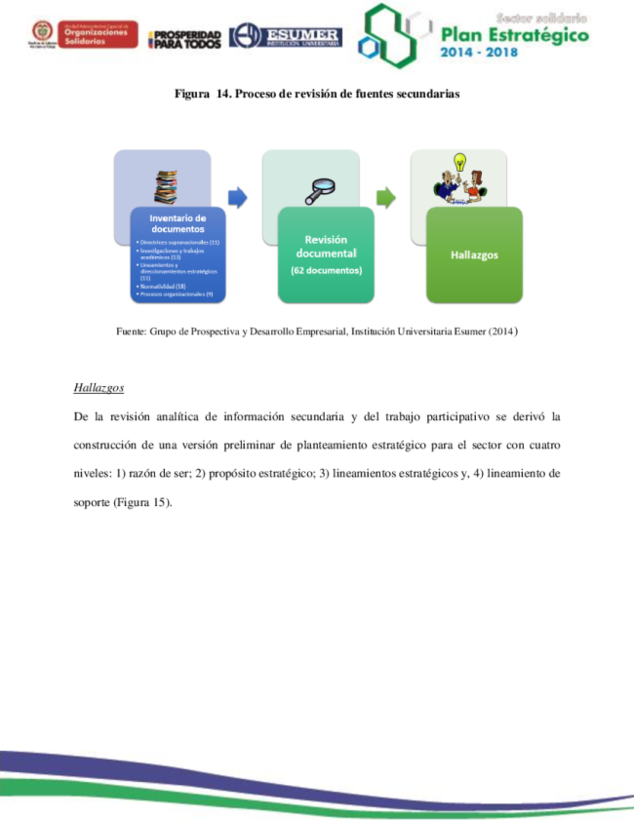 Unidad Administrativa Especial de
Organizaciones
Solidarias
PROSPERIDAD
PARA TODOS
ESUMER
INSTITUCIÓN UNIVERSITARIA
Sector solidario
Plan Estratégico
2014 - 2018
Figura 14. Proceso de revisión de fuentes secundarias
Inventario de
documentos
• Directrices supranacionales (11)
• Investigaciones y trabajos
académicos (13)
• Lineamientos y
direccionamientos estratégicos
(11)
• Normatividad (18)
• Procesos organizacionales (9)
Revisión
documental
(62 documentos)
Hallazgos
Fuente: Grupo de Prospectiva y Desarrollo Empresarial, Institución Universitaria Esumer (2014)
Hallazgos
De la revisión analítica de información secundaria y del trabajo participativo se derivó la
construcción de una versión preliminar de planteamiento estratégico para el sector con cuatro
niveles: 1) razón de ser; 2) propósito estratégico; 3) lineamientos estratégicos y, 4) lineamiento de
soporte (Figura 15).